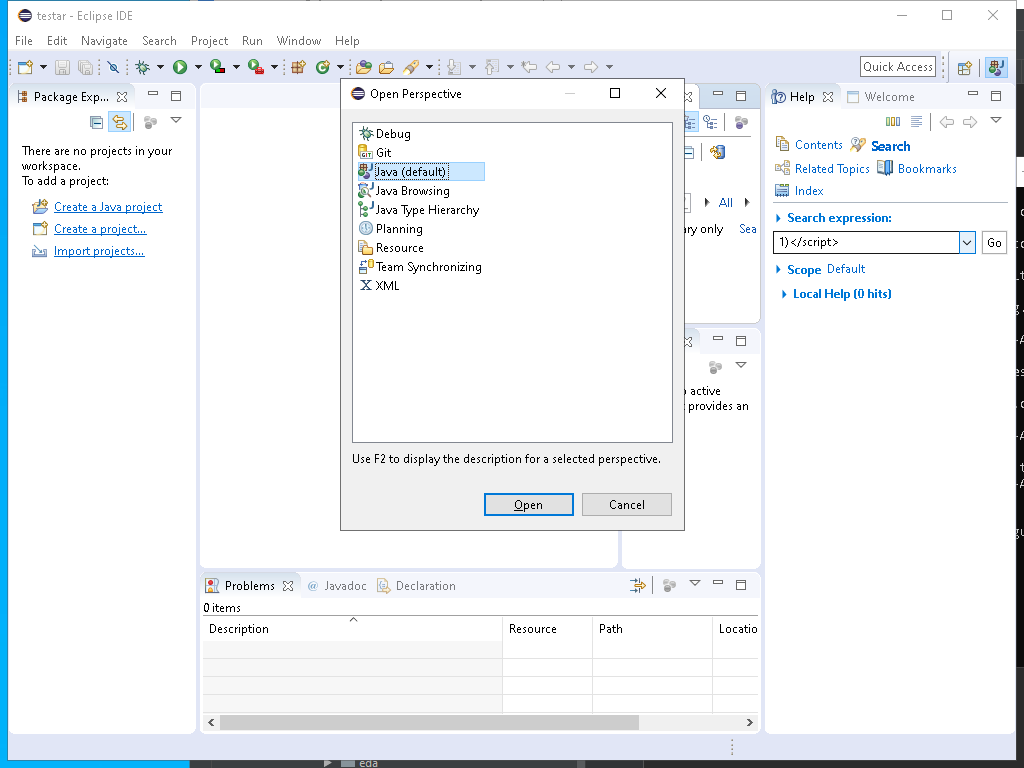 testar - Eclipse IDE
File Edit Navigate Search Project Run Window Help
Quick Access
Package Exp...
There are no projects in your
workspace.
To add a project:
Create a Java project
Create a project...
Import projects...
Open Perspective
Debug
GIT Git
Java (default)
Java Browsing
Java Type Hierarchy
Planning
Resource
Team Synchronizing
X XML
Use F2 to display the description for a selected perspective.
Open Cancel
All
only Sea
active
provides an
Help Welcome
Contents Search
Related Topics Bookmarks
Index
Search expression:
1)</script> Go
Scope Default
Local Help (0 hits)
Problems @ Javadoc Declaration
0 items
Description Resource Path Locatio
eda